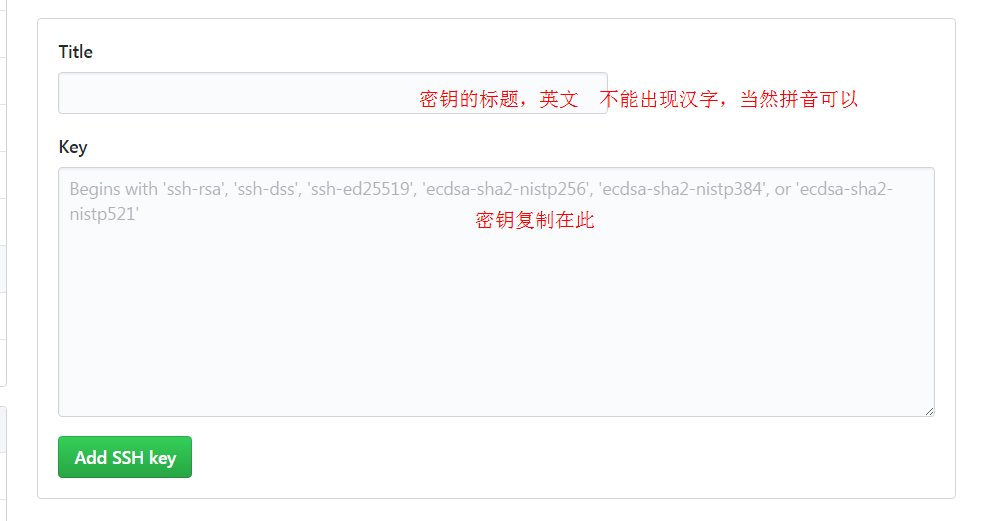 Title
密钥的标题，英文 不能出现汉字，当然拼音可以
Key
Begins with 'ssh-rsa', 'ssh-dss', 'ssh-ed25519', 'ecdsa-sha2-nistp256', 'ecdsa-sha2-nistp384', or 'ecdsa-sha2-
nistp521'
密钥复制在此
Add SSH key